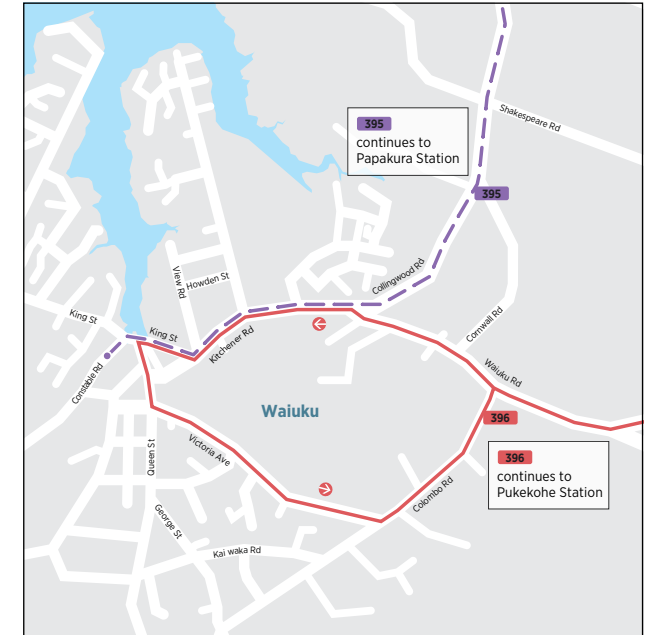 395
continues to
Papakura Station
Shakespeare Rd
395
Collingwood Rd
View Rd
Howden St
King St
King St
Kitchener Rd
Cornwall Rd
Constable Rd
Waiuku Rd
Waiuku
396
Victoria Ave
Queen St
396
continues to
Pukekohe Station
Colombo Rd
George St
Kai waka Rd